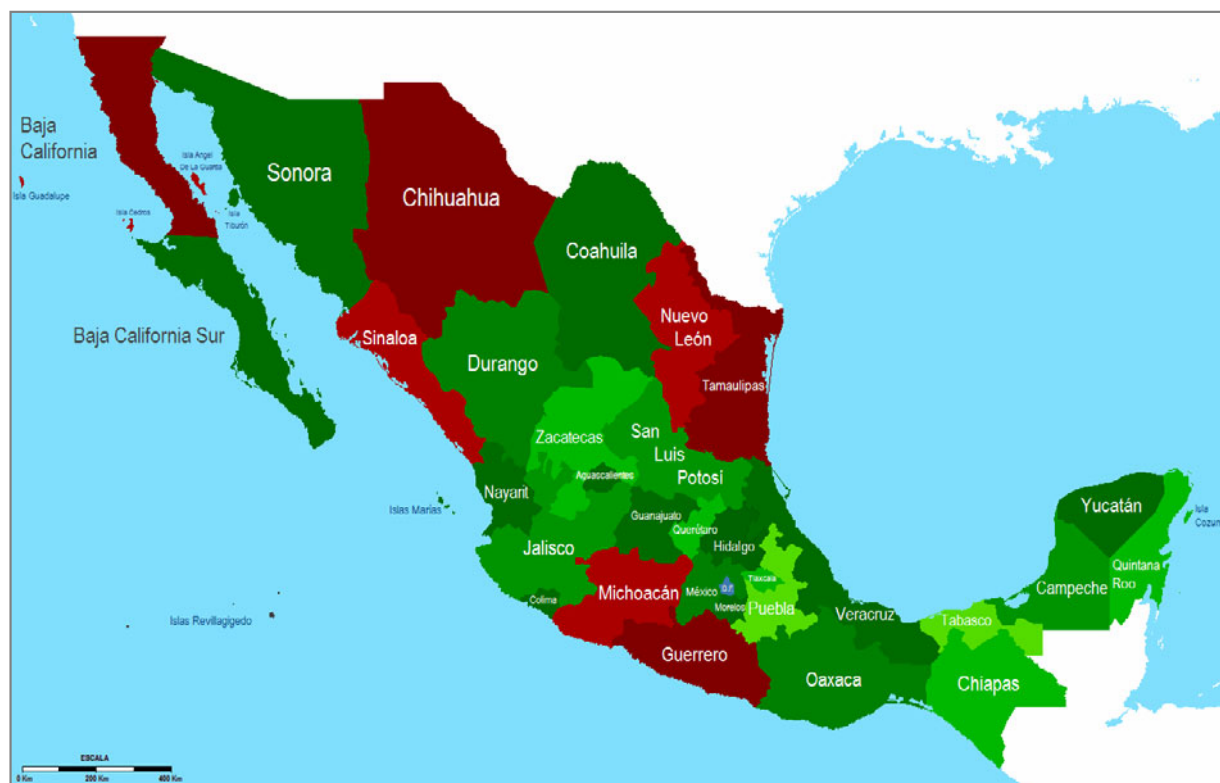 Baja
California
Isla Guadalupe
Isla Angel
De La Guarda
Isla Cedros
Isla
Tiburón
Sonora
Chihuahua
Coahuila
Baja California Sur
Sinaloa
Nuevo
León
Durango
Tamaulipas
Zacatecas
San
Luis
Potosí
Aguascalientes
Nayarit
Islas Marías
Guanajuato
Querétaro
Hidalgo
Jalisco
Yucatán
Isla
Cozum
Quintana
Roo
Campeche
Colima
Michoacán
México
D.F.
Tlaxcala
Morelos
Puebla
Veracruz
Tabasco
Islas Revillagigedo
Guerrero
Oaxaca
Chiapas
ESCALA
0 Km 200 Km 400 Km